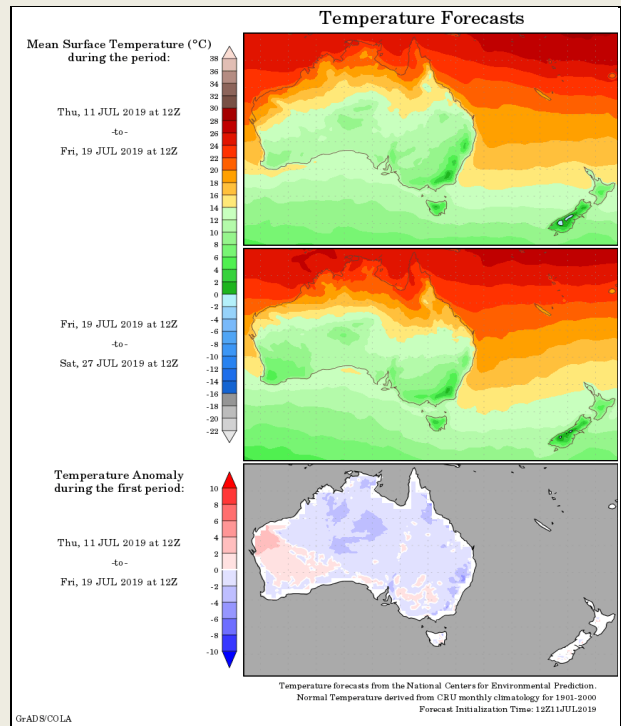 Temperature Forecasts
Mean Surface Temperature (°C)
during the period:
Thu, 11 JUL 2019 at 12Z
-to-
Fri, 19 JUL 2019 at 12Z
38
36
34
32
30
28
26
24
22
20
18
16
14
12
10
8
6
4
2
0
-2
-4
-6
-8
-10
-12
-14
-16
-18
-20
-22
Fri, 19 JUL 2019 at 12Z
-to-
Sat, 27 JUL 2019 at 12Z
Temperature Anomaly
during the first period:
Thu, 11 JUL 2019 at 12Z
-to-
Fri, 19 JUL 2019 at 12Z
10
8
6
4
2
0
-2
-4
-6
-8
-10
Temperature forecasts from the National Centers for Environmental Prediction.
Normal Temperature derived from CRU monthly climatology for 1901-2000
Forecast Initialization Time: 12Z11JUL2019
GrADS/COLA